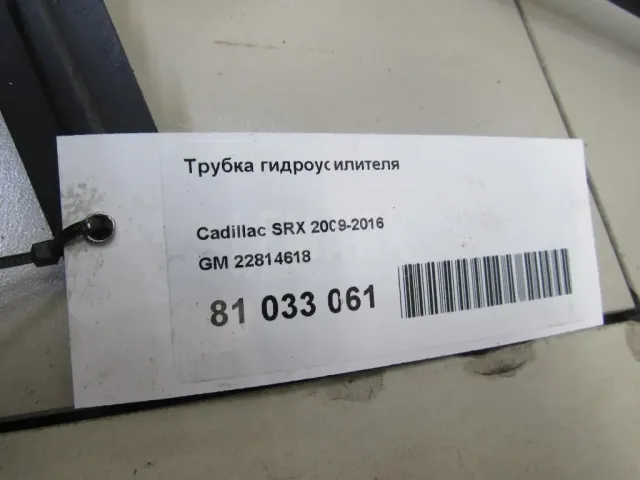 Трубка гидроусилителя
Cadillac SRX 2009-2016
GM 22814618
81 033 061